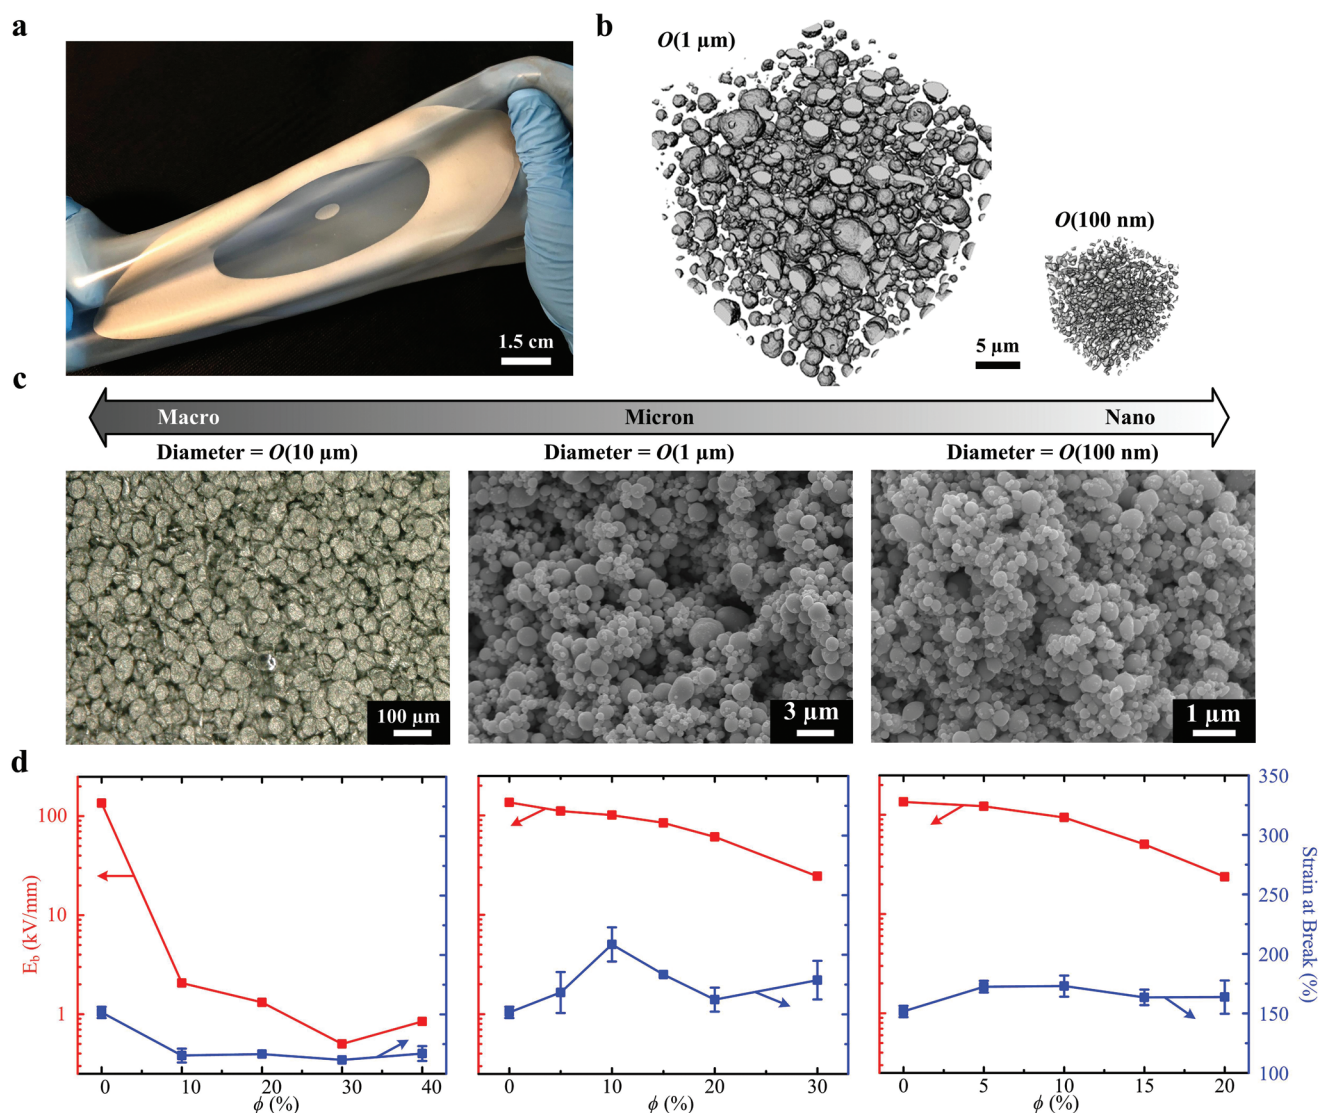 a
1.5 cm
b
O(1 µm)
O(100 nm)
5 µm
c
Macro Micron Nano
Diameter = O(10 µm) Diameter = O(1 µm) Diameter = O(100 nm)
100 µm 3 µm 1 µm
d
E_b (kV/mm)
100
10
1
0 10 20 30 40
ϕ (%)
0 10 20 30
ϕ (%)
0 5 10 15 20
ϕ (%)
350
300
250
200
150
100
Strain at Break (%)